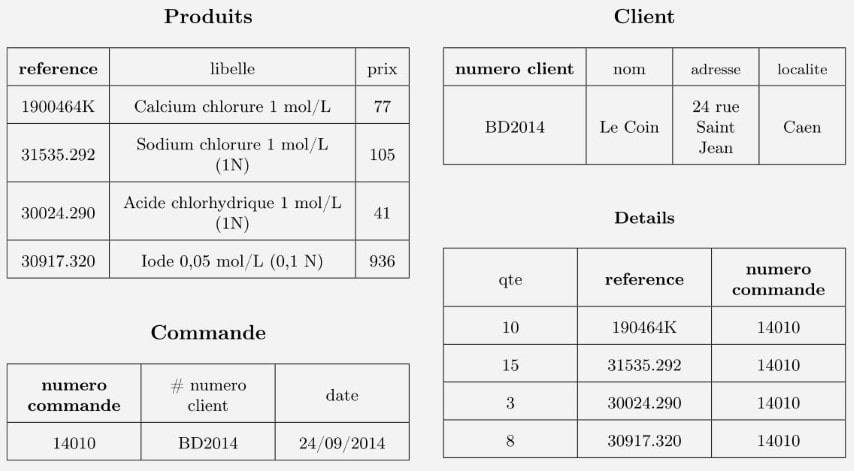 Produits
reference libelle prix
1900464K Calcium chlorure 1 mol/L 77
31535.292 Sodium chlorure 1 mol/L
(1N) 105
30024.290 Acide chlorhydrique 1 mol/L
(1N) 41
30917.320 Iode 0,05 mol/L (0,1 N) 936
Commande
numero
commande
# numero
client
date
14010 BD2014 24/09/2014
Client
numero client nom adresse localite
BD2014 Le Coin
24 rue
Saint
Jean
Caen
Details
qte reference
numero
commande
10 190464K 14010
15 31535.292 14010
3 30024.290 14010
8 30917.320 14010